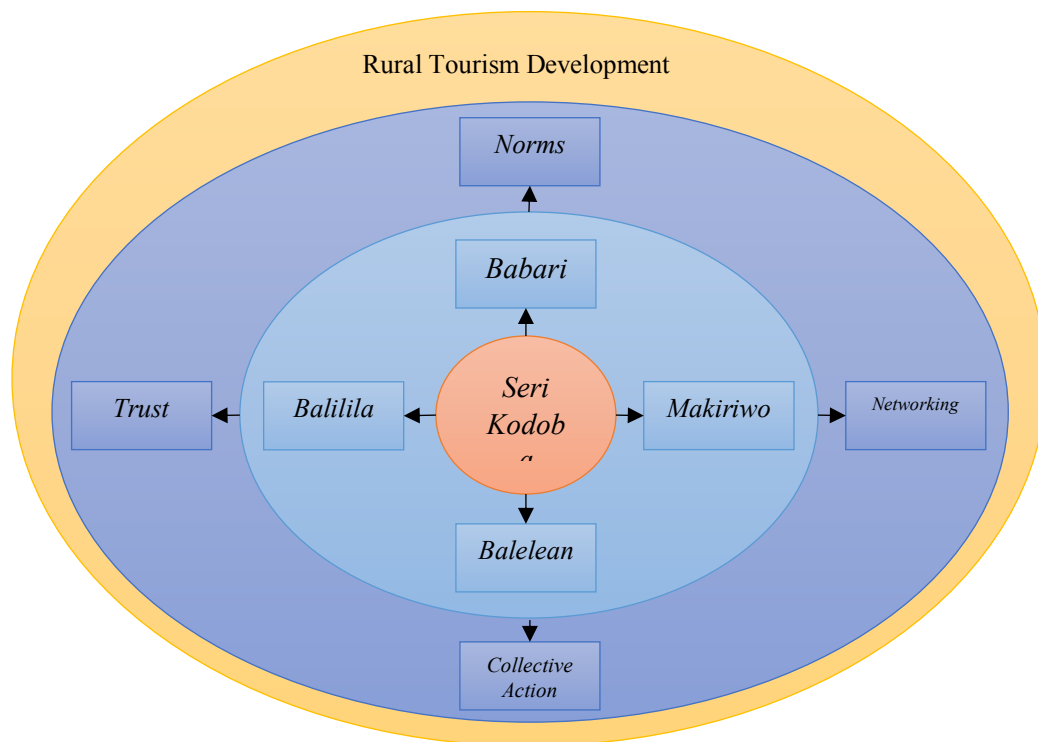 Rural Tourism Development
Norms
Babari
Trust
Balilila
Seri
Kodob
a
Makiriwo
Networking
Balelean
Collective
Action